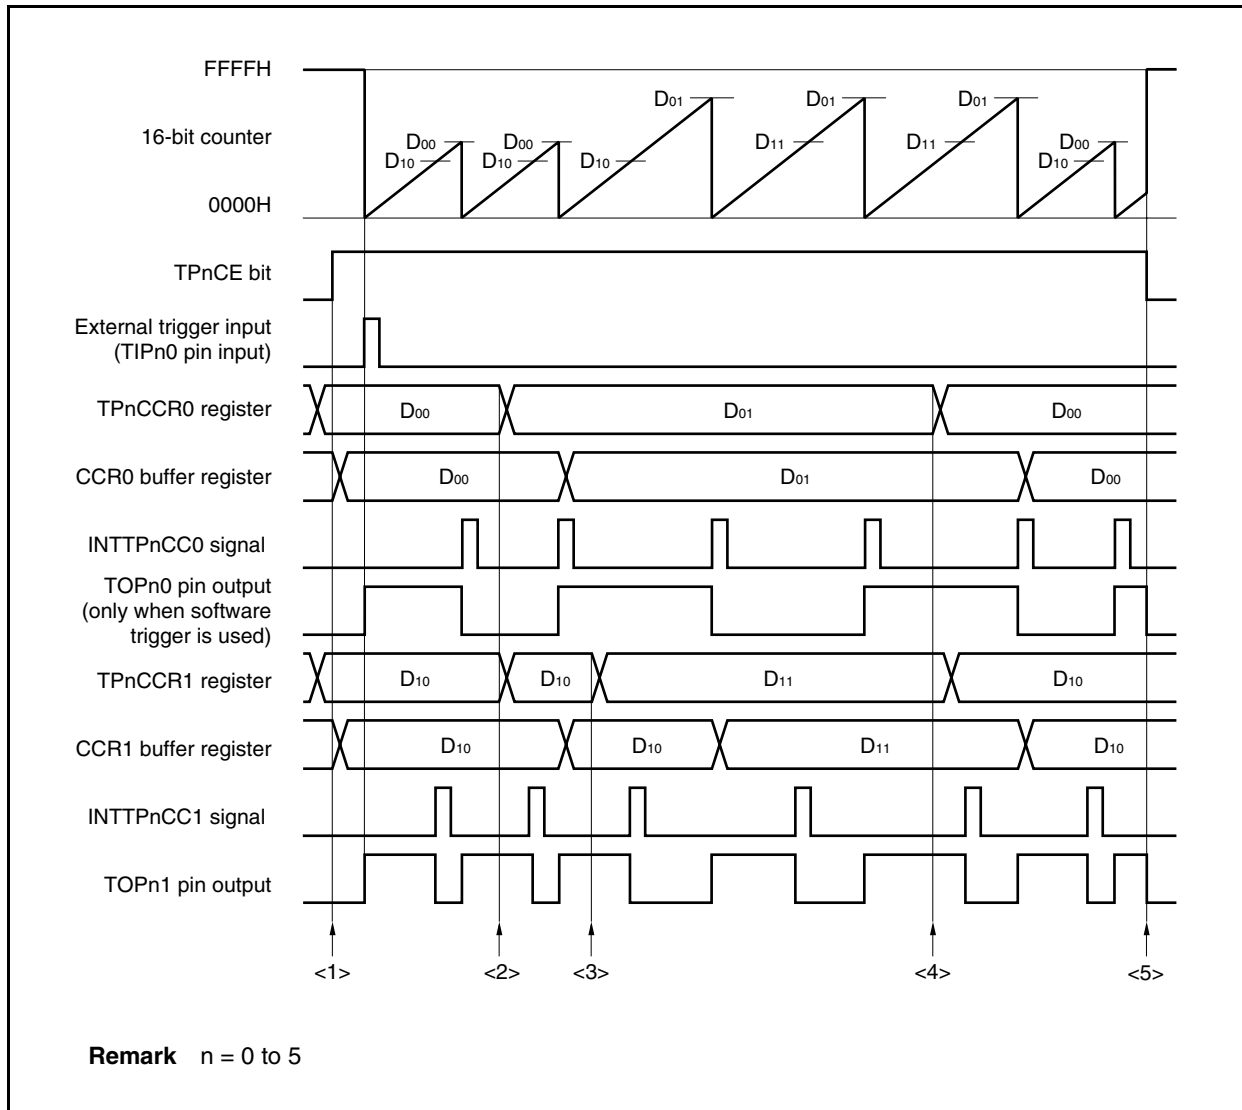 FFFFH
D01 D01 D01
16-bit counter
D00 D00 D11 D11 D00
D10 D10 D10 D10
0000H
TPnCE bit
External trigger input
(TIPn0 pin input)
TPnCCR0 register D00 D01 D00
CCR0 buffer register D00 D01 D00
INTTPnCC0 signal
TOPn0 pin output
(only when software
trigger is used)
TPnCCR1 register D10 D10 D11 D10
CCR1 buffer register D10 D10 D11 D10
INTTPnCC1 signal
TOPn1 pin output
<1> <2> <3> <4> <5>
Remark n = 0 to 5